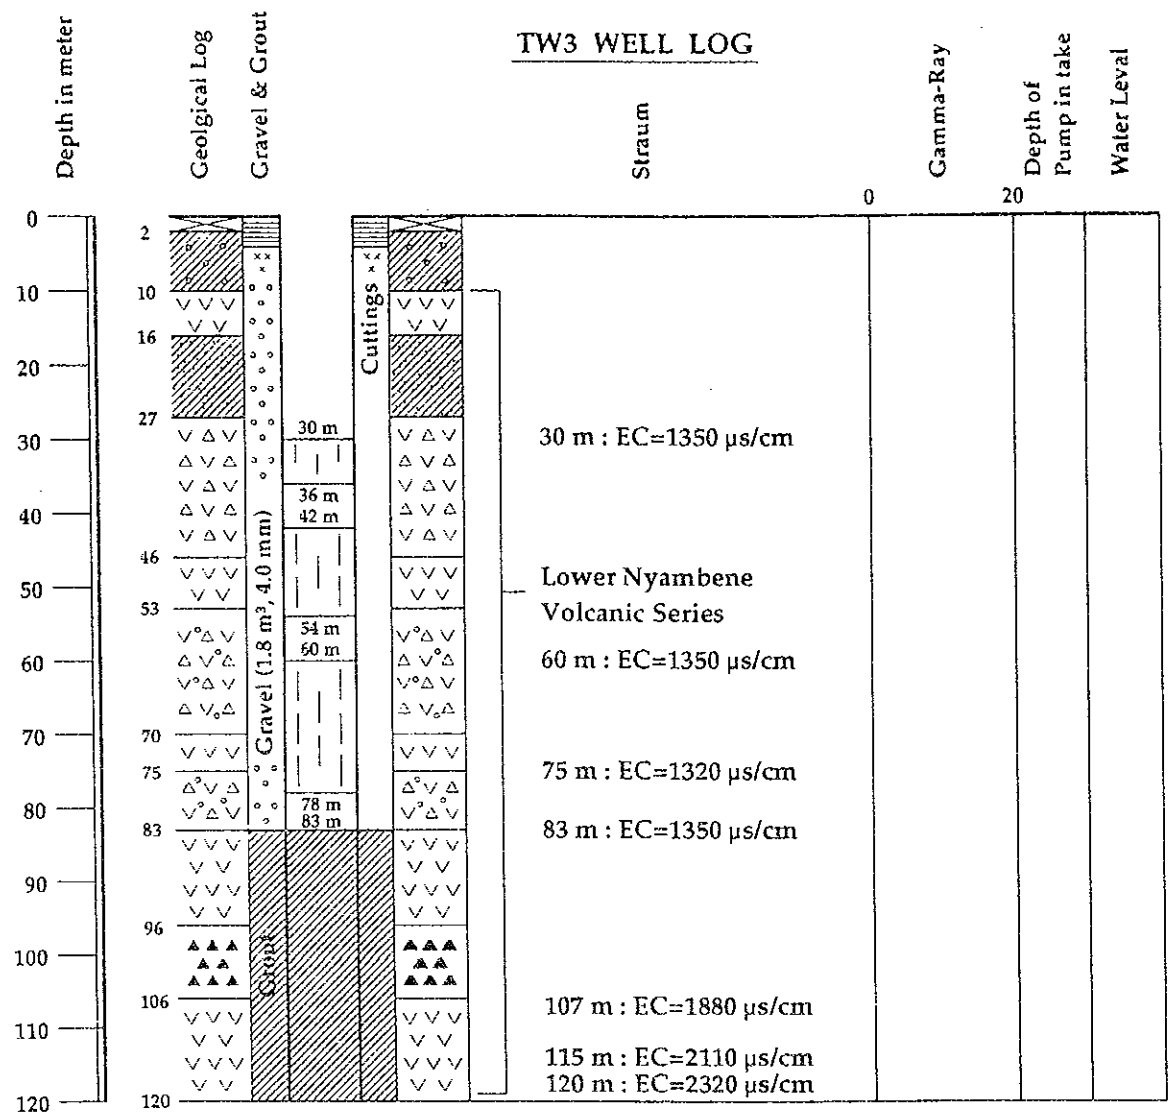 TW3 WELL LOG
Depth in meter
Geolgical Log
Gravel & Grout
Straum
Gamma-Ray
Depth of
Pump in take
Water Leval
0 20
0
2
10 10
16
20
27
30
40
46
50
53
60
70 70
75
80
83
90
96
100
106
110
120 120
Cuttings
Gravel (1.8 m³, 4.0 mm)
Grout
30 m
36 m
42 m
54 m
60 m
78 m
83 m
30 m : EC=1350 µs/cm
Lower Nyambene
Volcanic Series
60 m : EC=1350 µs/cm
75 m : EC=1320 µs/cm
83 m : EC=1350 µs/cm
107 m : EC=1880 µs/cm
115 m : EC=2110 µs/cm
120 m : EC=2320 µs/cm